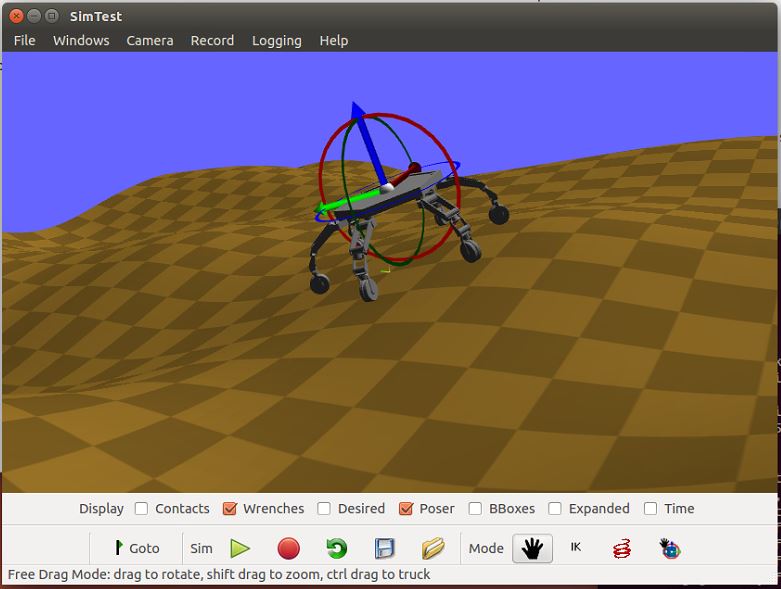 SimTest
File Windows Camera Record Logging Help
Display Contacts Wrenches Desired Poser BBoxes Expanded Time
Goto Sim Mode IK
Free Drag Mode: drag to rotate, shift drag to zoom, ctrl drag to truck